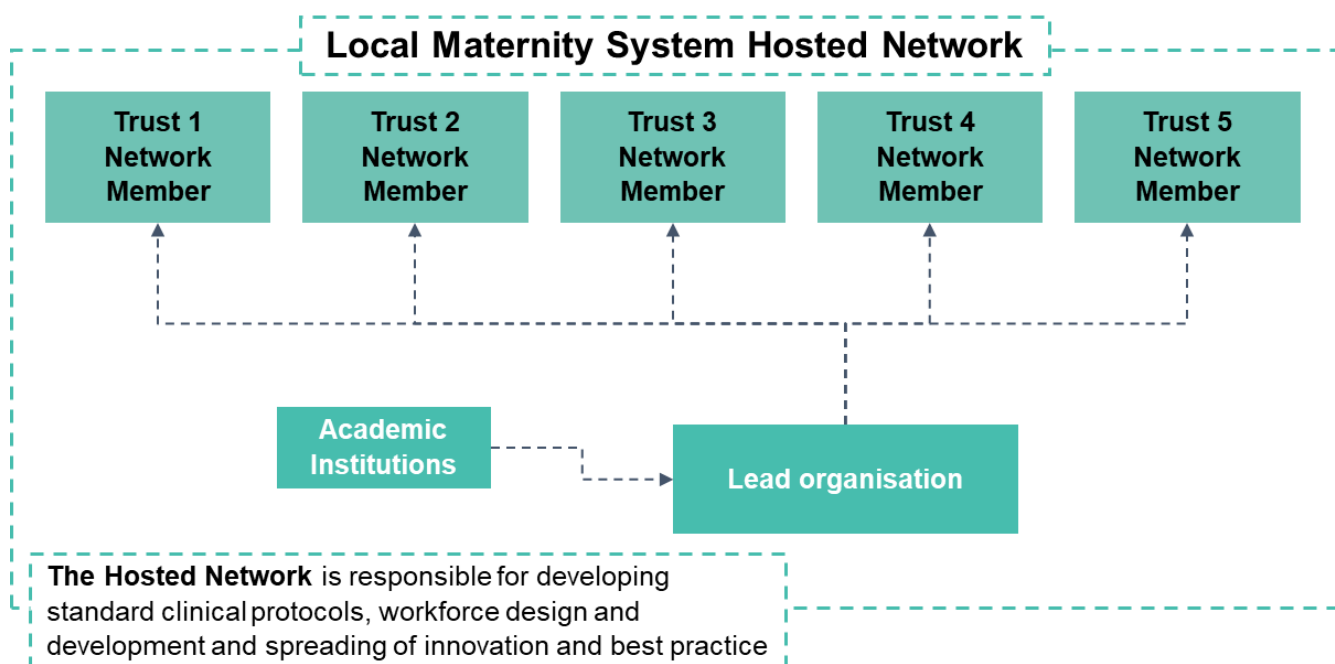 Local Maternity System Hosted Network
Trust 1
Network
Member
Trust 2
Network
Member
Trust 3
Network
Member
Trust 4
Network
Member
Trust 5
Network
Member
Academic
Institutions
Lead organisation
The Hosted Network is responsible for developing
standard clinical protocols, workforce design and
development and spreading of innovation and best practice